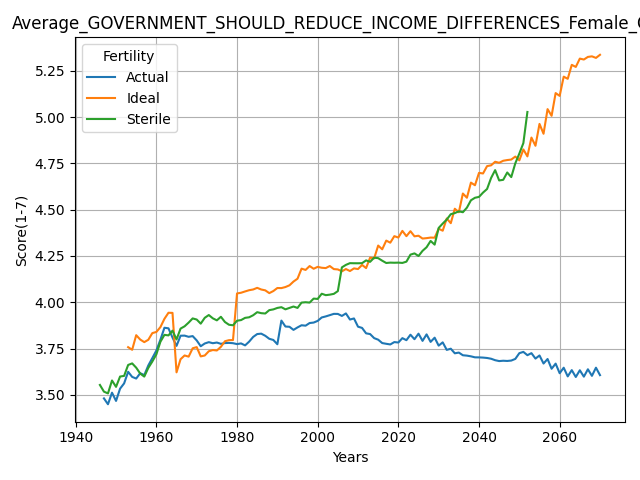 Average_GOVERNMENT_SHOULD_REDUCE_INCOME_DIFFERENCES_Female_
Fertility
Actual
Ideal
Sterile
Score(1-7)
5.25
5.00
4.75
4.50
4.25
4.00
3.75
3.50
1940 1960 1980 2000 2020 2040 2060
Years